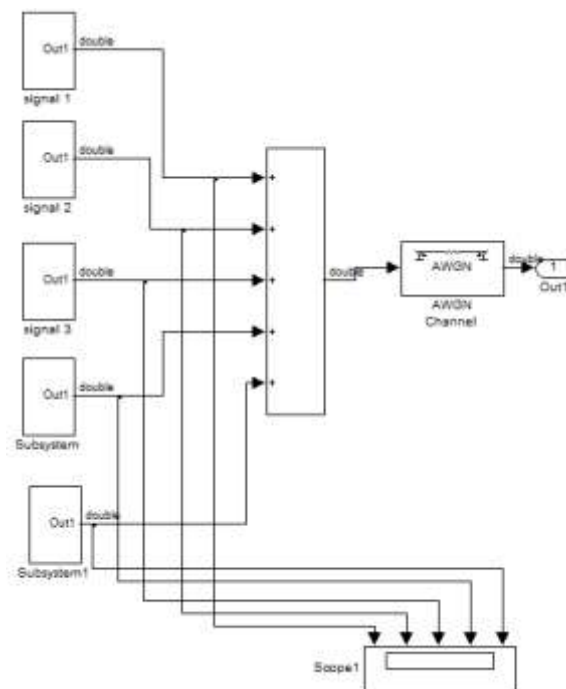 Out1
double
signal 1
Out1
double
signal 2
Out1
double
signal 3
Out1
double
Subsystem
Out1
double
Subsystem1
+
+
+
+
+
double
AWGN
AWGN
Channel
double
1
Out1
Scope1